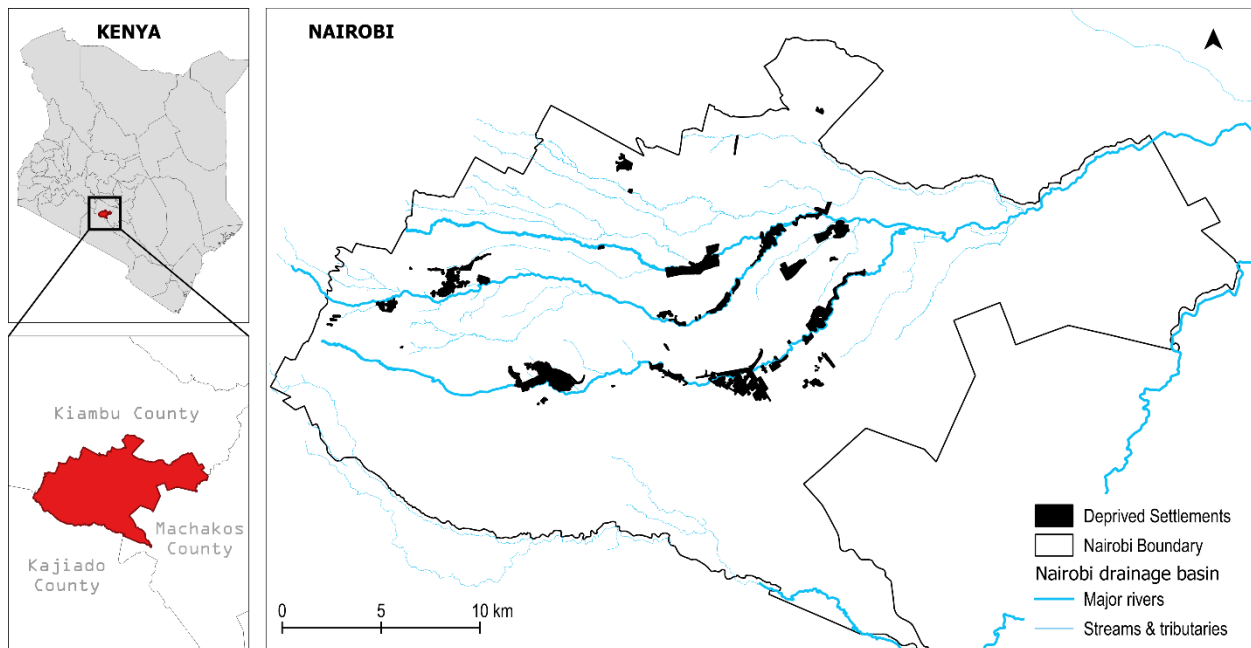 KENYA
Kiambu County
Machakos
County
Kajiado
County
NAIROBI
Deprived Settlements
Nairobi Boundary
Nairobi drainage basin
Major rivers
Streams & tributaries
0 5 10 km